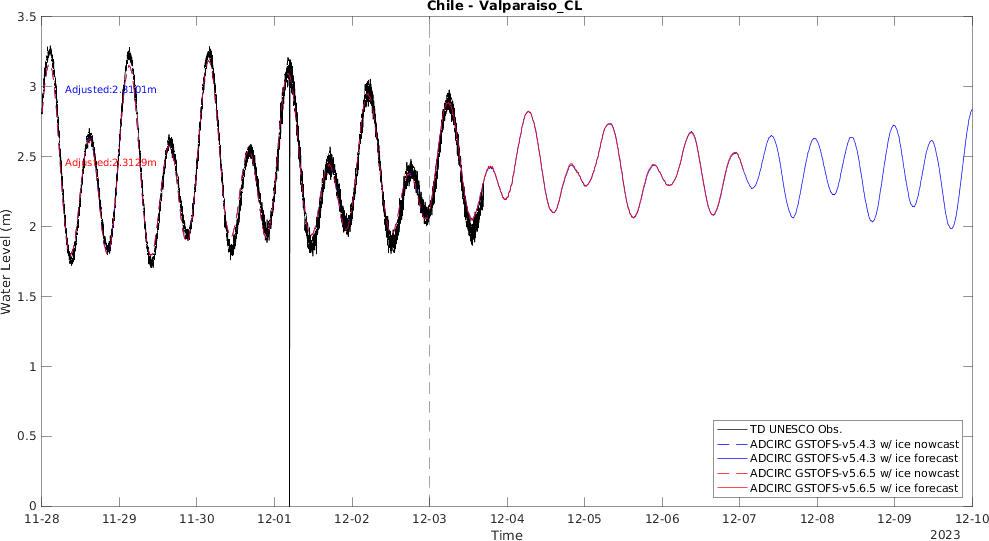 Chile - Valparaiso_CL
3.5
3
2.5
2
1.5
1
0.5
0
Water Level (m)
Adjusted:2.3101m
Adjusted:2.3129m
TD UNESCO Obs.
ADCIRC GSTOFS-v5.4.3 w/ ice nowcast
ADCIRC GSTOFS-v5.4.3 w/ ice forecast
ADCIRC GSTOFS-v5.6.5 w/ ice nowcast
ADCIRC GSTOFS-v5.6.5 w/ ice forecast
11-28 11-29 11-30 12-01 12-02 12-03 12-04 12-05 12-06 12-07 12-08 12-09 12-10
Time
2023